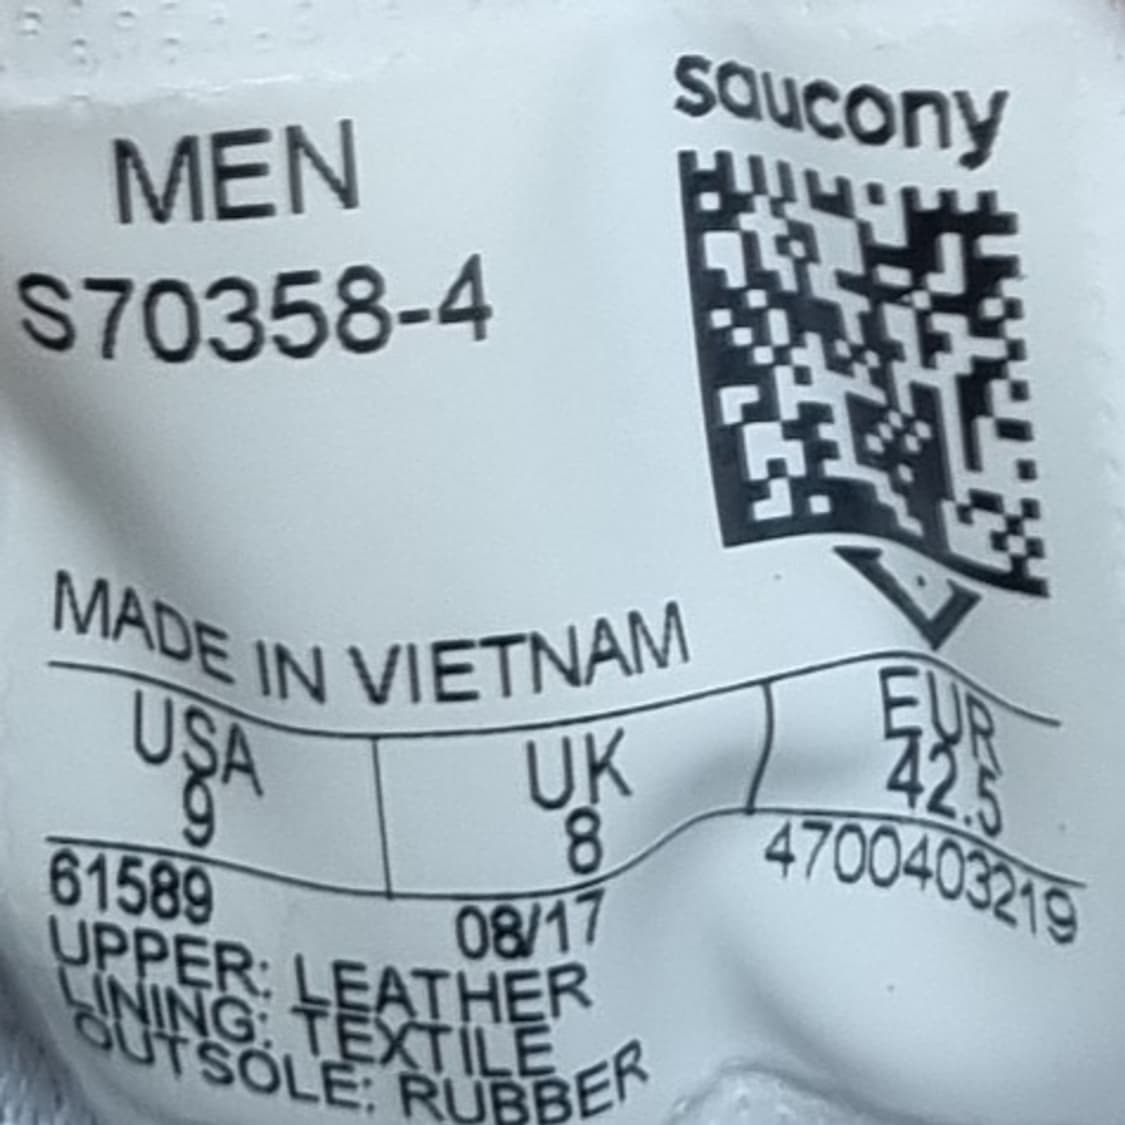 saucony
MEN
S70358-4
MADE IN VIETNAM
USA UK EUR
9 8 42.5
61589 08/17 4700403219
UPPER: LEATHER
LINING: TEXTILE
OUTSOLE: RUBBER